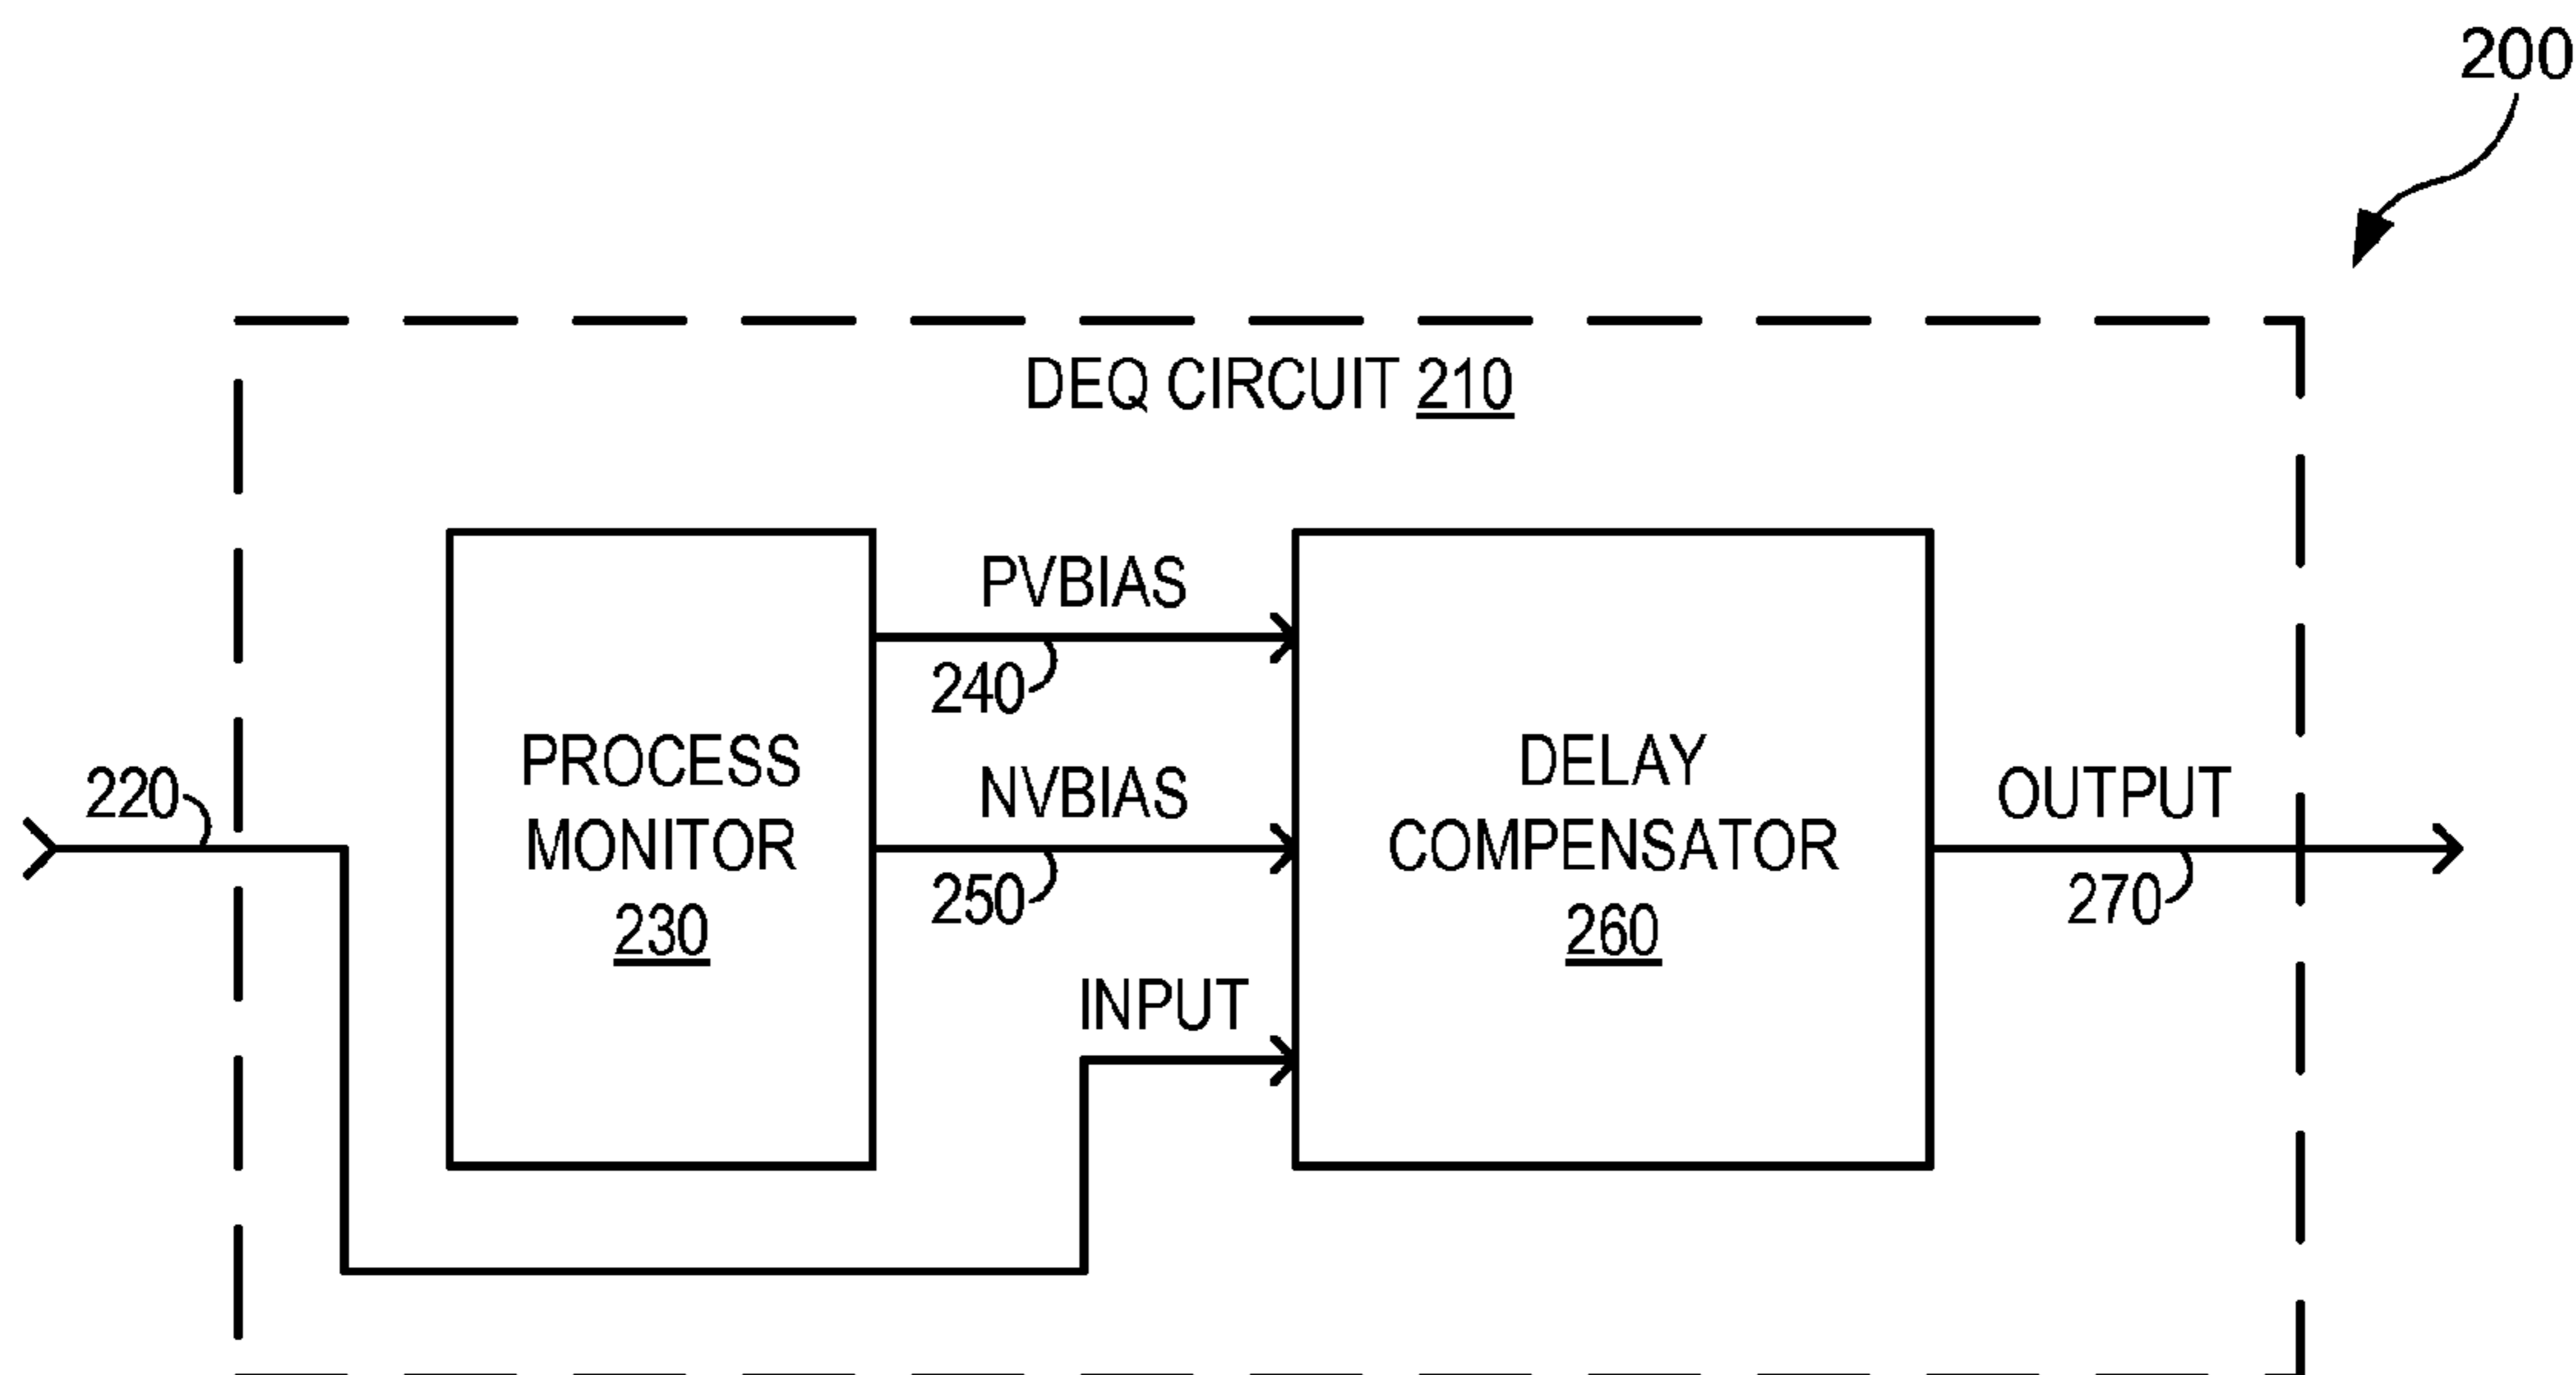 200
DEQ CIRCUIT 210
PVBIAS
240
PROCESS
MONITOR
230
NVBIAS
250
DELAY
COMPENSATOR
260
220
OUTPUT
270
INPUT